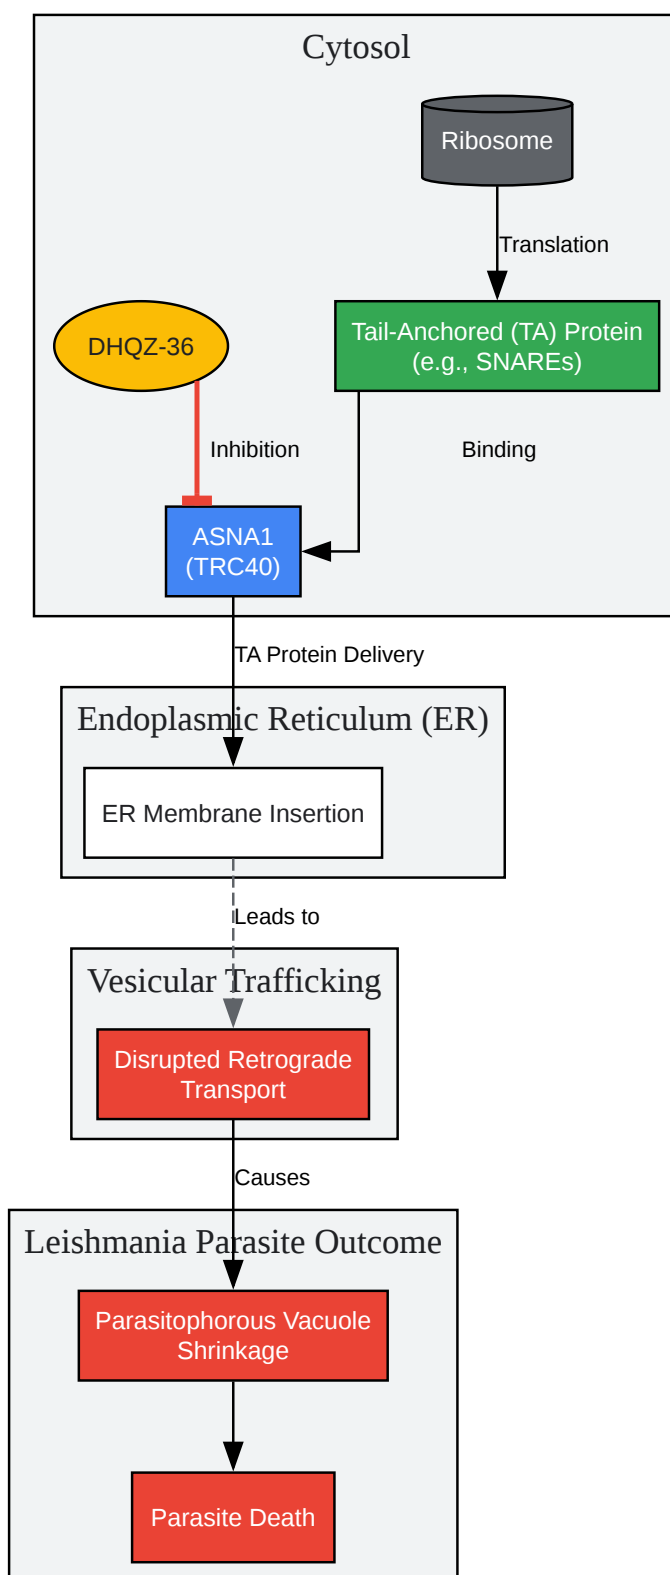 Cytosol
Ribosome
Translation
DHQZ-36
Tail-Anchored (TA) Protein
(e.g., SNAREs)
Inhibition
Binding
ASNA1
(TRC40)
TA Protein Delivery
Endoplasmic Reticulum (ER)
ER Membrane Insertion
Leads to
Vesicular Trafficking
Disrupted Retrograde
Transport
Causes
Leishmania Parasite Outcome
Parasitophorous Vacuole
Shrinkage
Parasite Death